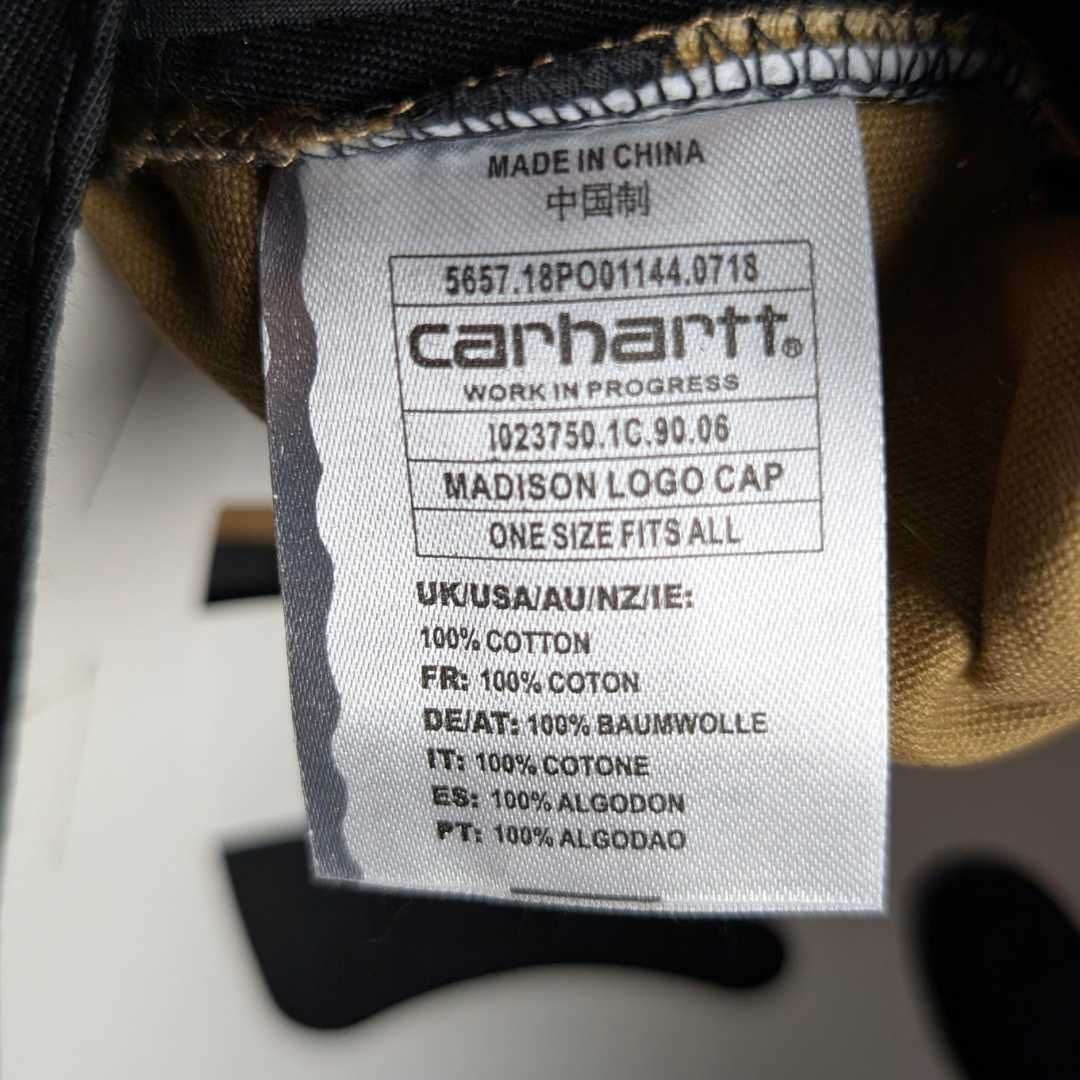 MADE IN CHINA
中国制
5657.18PO01144.0718
carhartt®
WORK IN PROGRESS
I023750.1C.90.06
MADISON LOGO CAP
ONE SIZE FITS ALL
UK/USA/AU/NZ/IE:
100% COTTON
FR: 100% COTON
DE/AT: 100% BAUMWOLLE
IT: 100% COTONE
ES: 100% ALGODON
PT: 100% ALGODAO